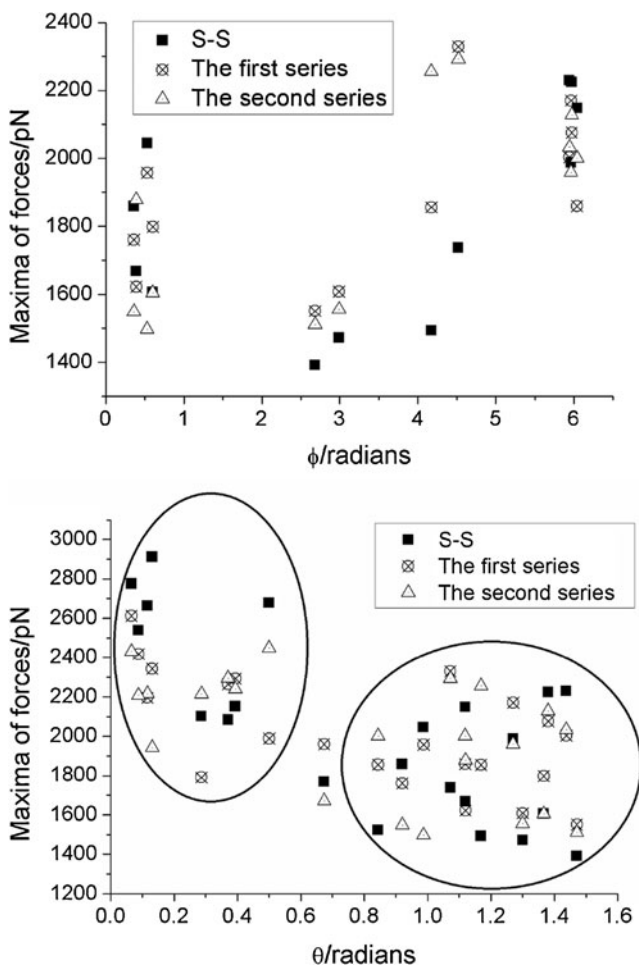 2400
2200
2000
1800
1600
1400
Maxima of forces/pN
S-S
The first series
The second series
0 1 2 3 4 5 6
ϕ/radians
3000
2800
2600
2400
2200
2000
1800
1600
1400
1200
Maxima of forces/pN
S-S
The first series
The second series
0.0 0.2 0.4 0.6 0.8 1.0 1.2 1.4 1.6
θ/radians